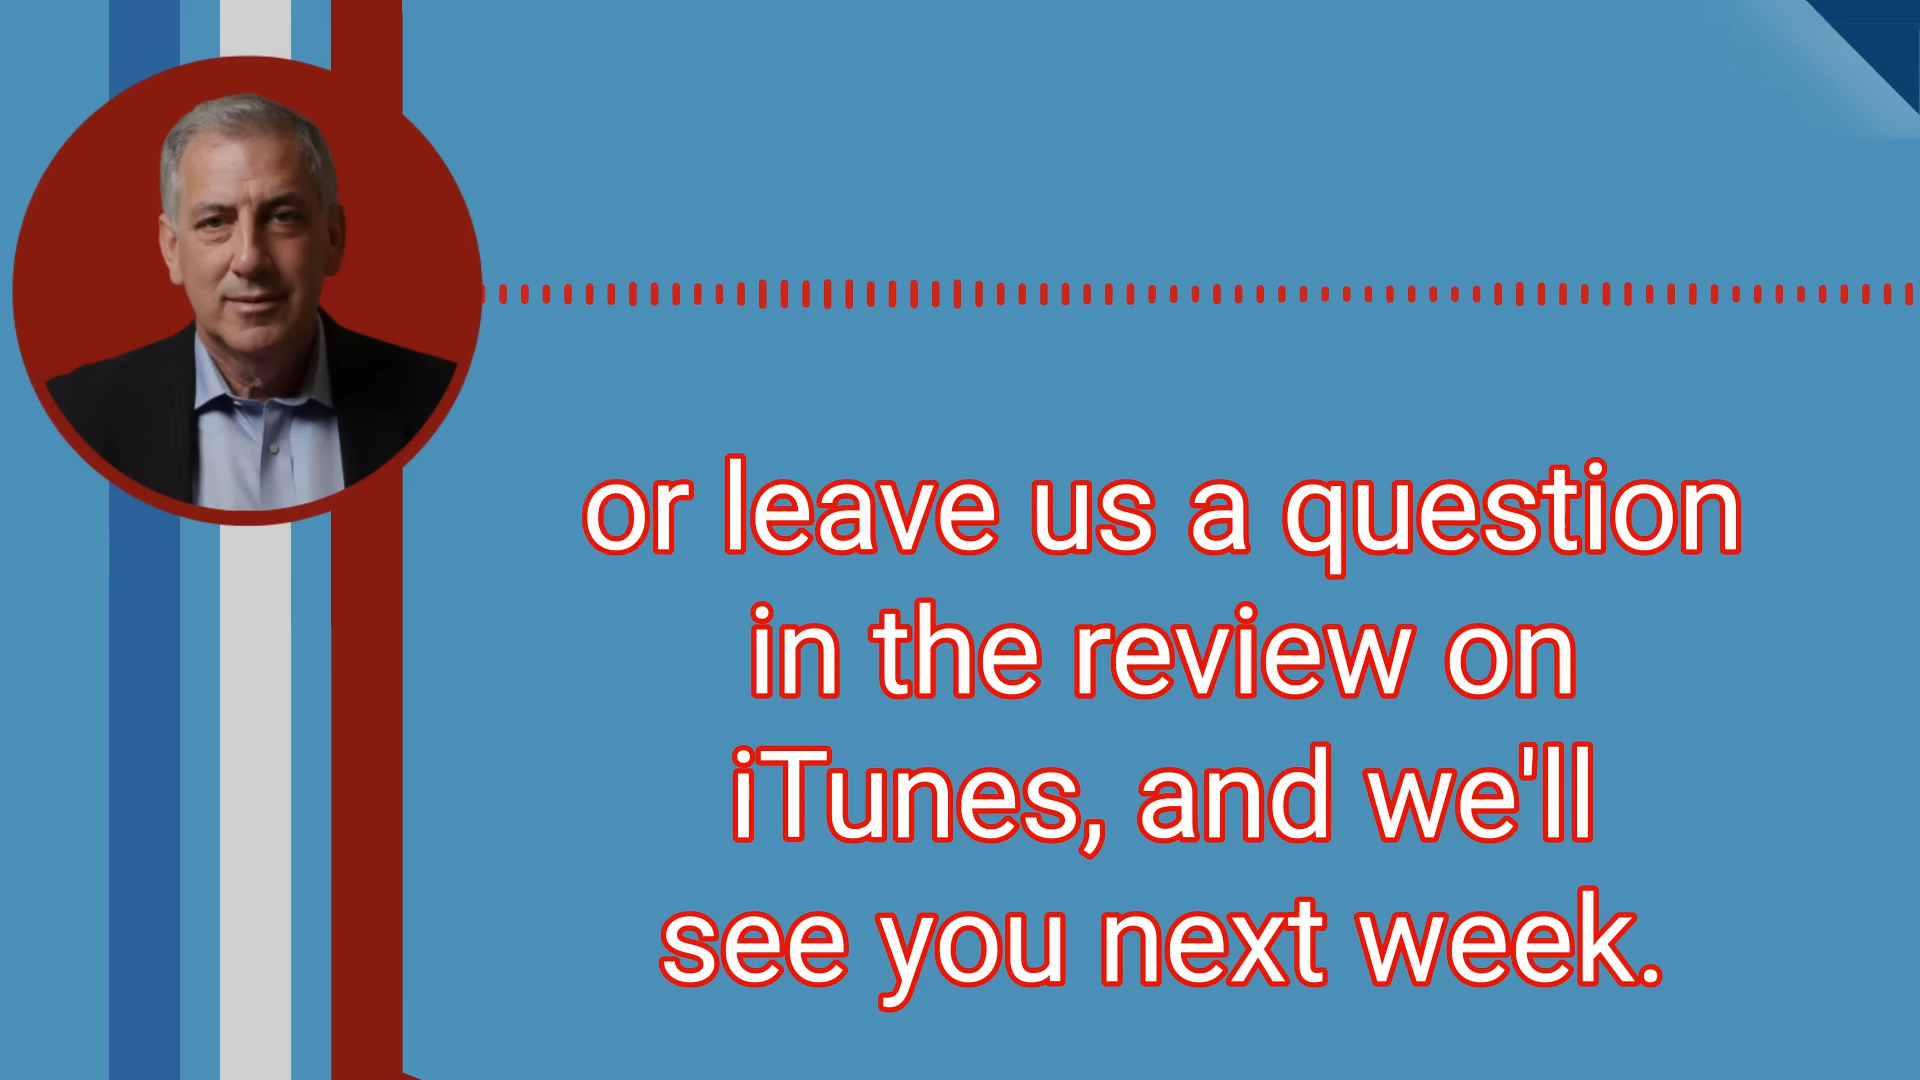 or leave us a question
in the review on
iTunes, and we'll
see you next week.